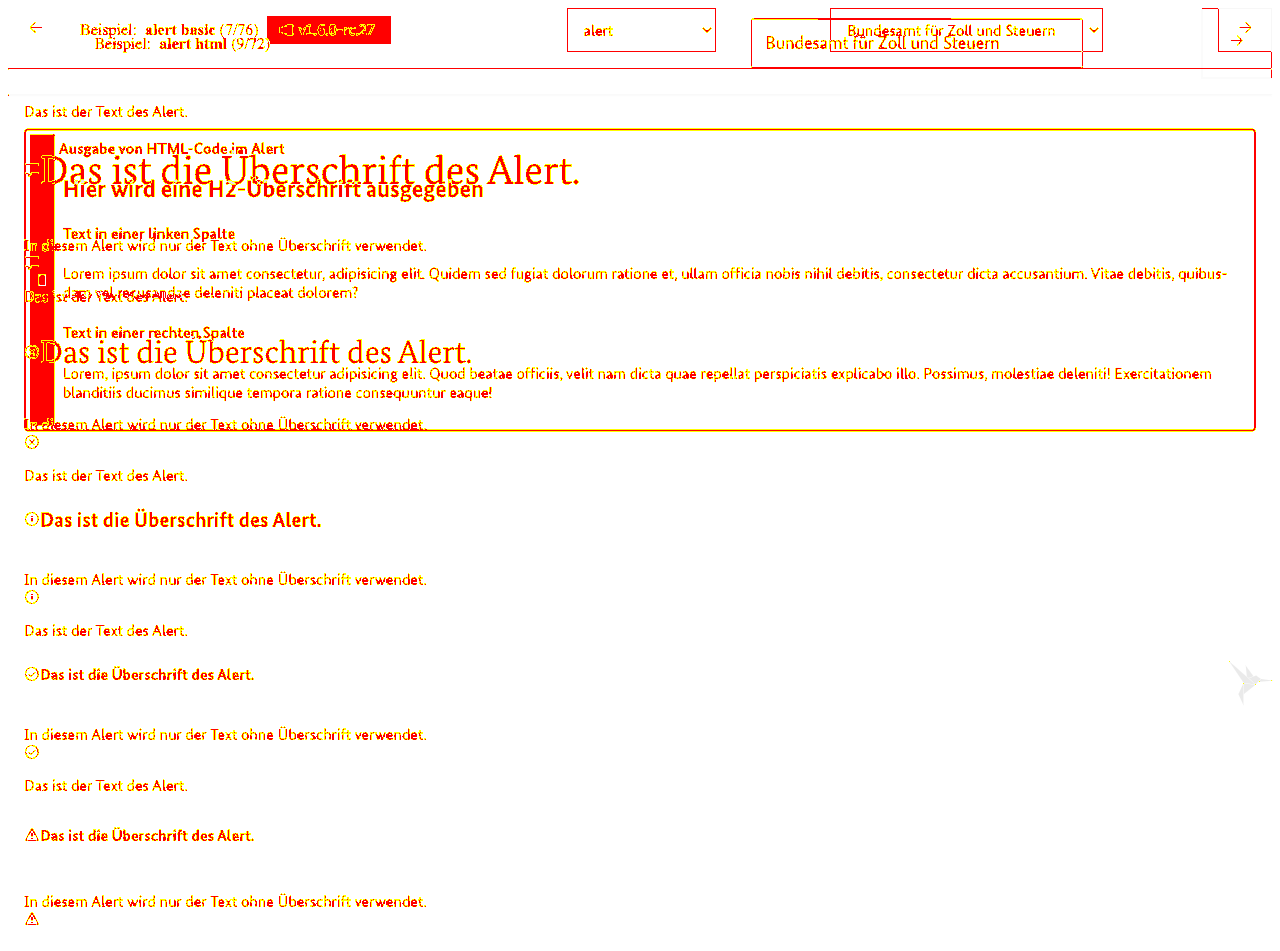 Beispiel: alert basic (7/76) v1.6.0-rc.27
alert
Bundesamt für Zoll und Steuern
Beispiel: alert html (9/72)
Bundesamt für Zoll und Steuern
Das ist der Text des Alert.
Ausgabe von HTML-Code im Alert
Das ist die Überschrift des Alert.
Hier wird eine H2-Überschrift ausgegeben
Text in einer linken Spalte
In diesem Alert wird nur der Text ohne Überschrift verwendet.
Lorem ipsum dolor sit amet consectetur, adipisicing elit. Quidem sed fugiat dolorum ratione et, ullam officia nobis nihil debitis, consectetur dicta accusantium. Vitae debitis, quibus-
dam vel recusandae deleniti placeat dolorem?
Das ist der Text des Alert.
Text in einer rechten Spalte
Das ist die Überschrift des Alert.
Lorem, ipsum dolor sit amet consectetur adipisicing elit. Quod beatae officiis, velit nam dicta quae repellat perspiciatis explicabo illo. Possimus, molestiae deleniti! Exercitationem
blanditiis ducimus similique tempora ratione consequuntur eaque!
In diesem Alert wird nur der Text ohne Überschrift verwendet.
Das ist der Text des Alert.
Das ist die Überschrift des Alert.
In diesem Alert wird nur der Text ohne Überschrift verwendet.
Das ist der Text des Alert.
Das ist die Überschrift des Alert.
In diesem Alert wird nur der Text ohne Überschrift verwendet.
Das ist der Text des Alert.
Das ist die Überschrift des Alert.
In diesem Alert wird nur der Text ohne Überschrift verwendet.